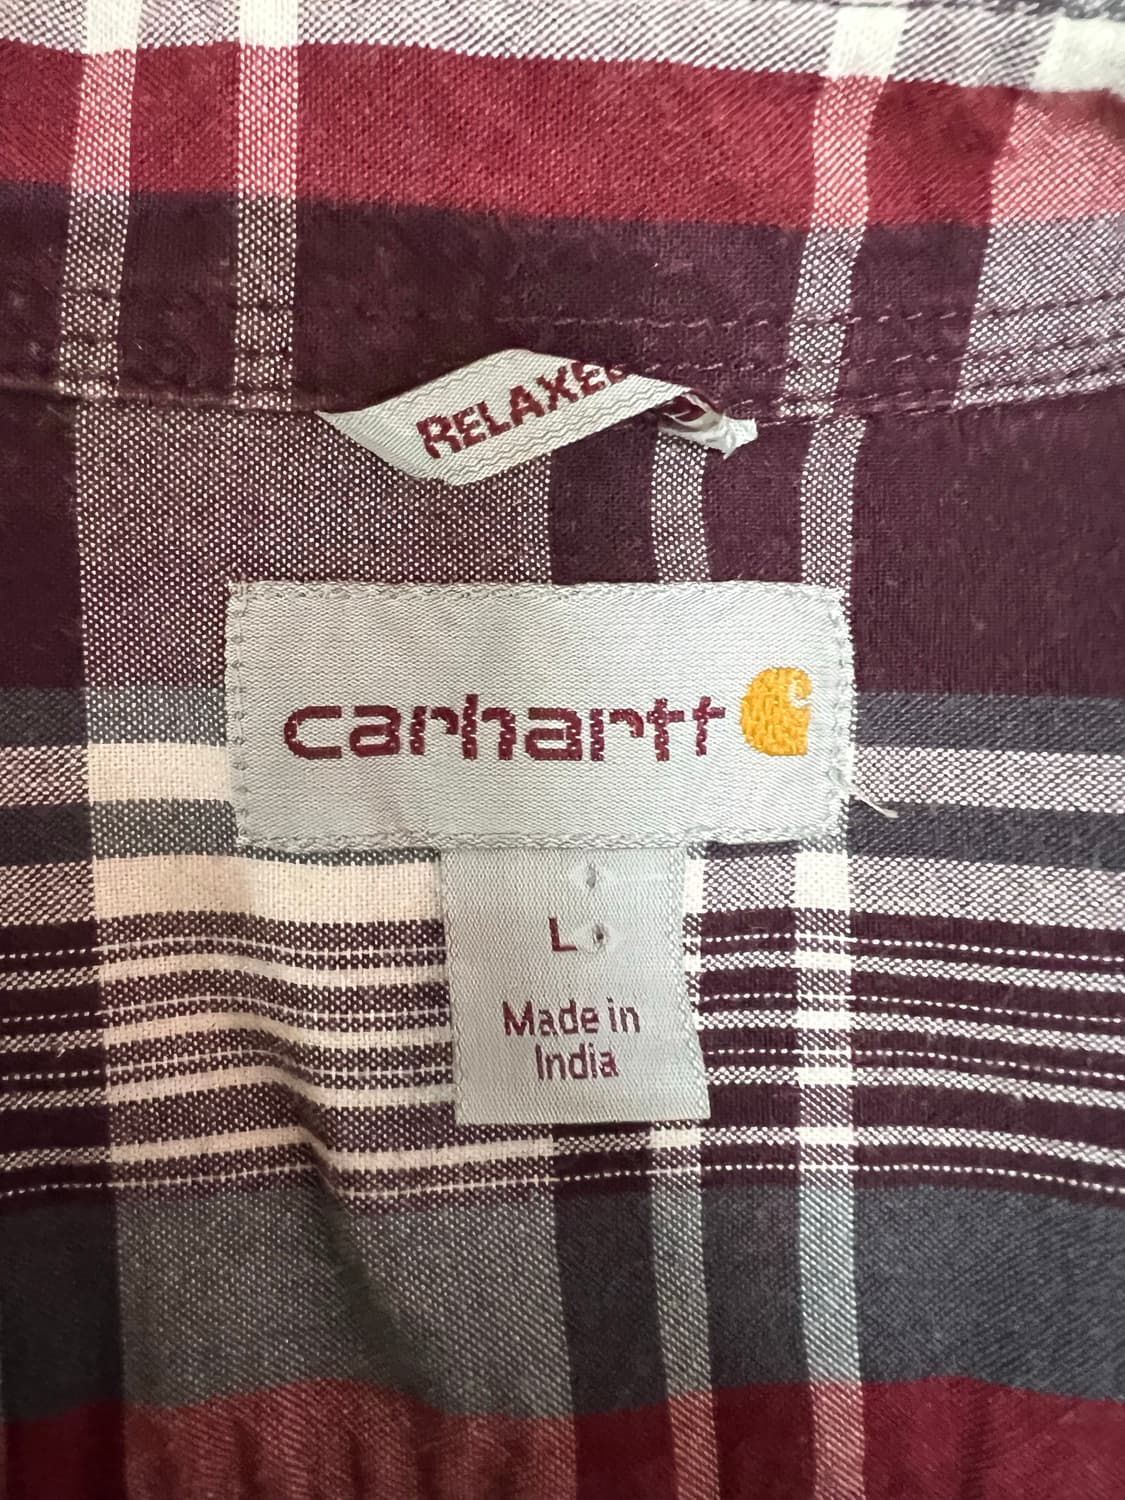 RELAXED
carhartt
L
Made in
India